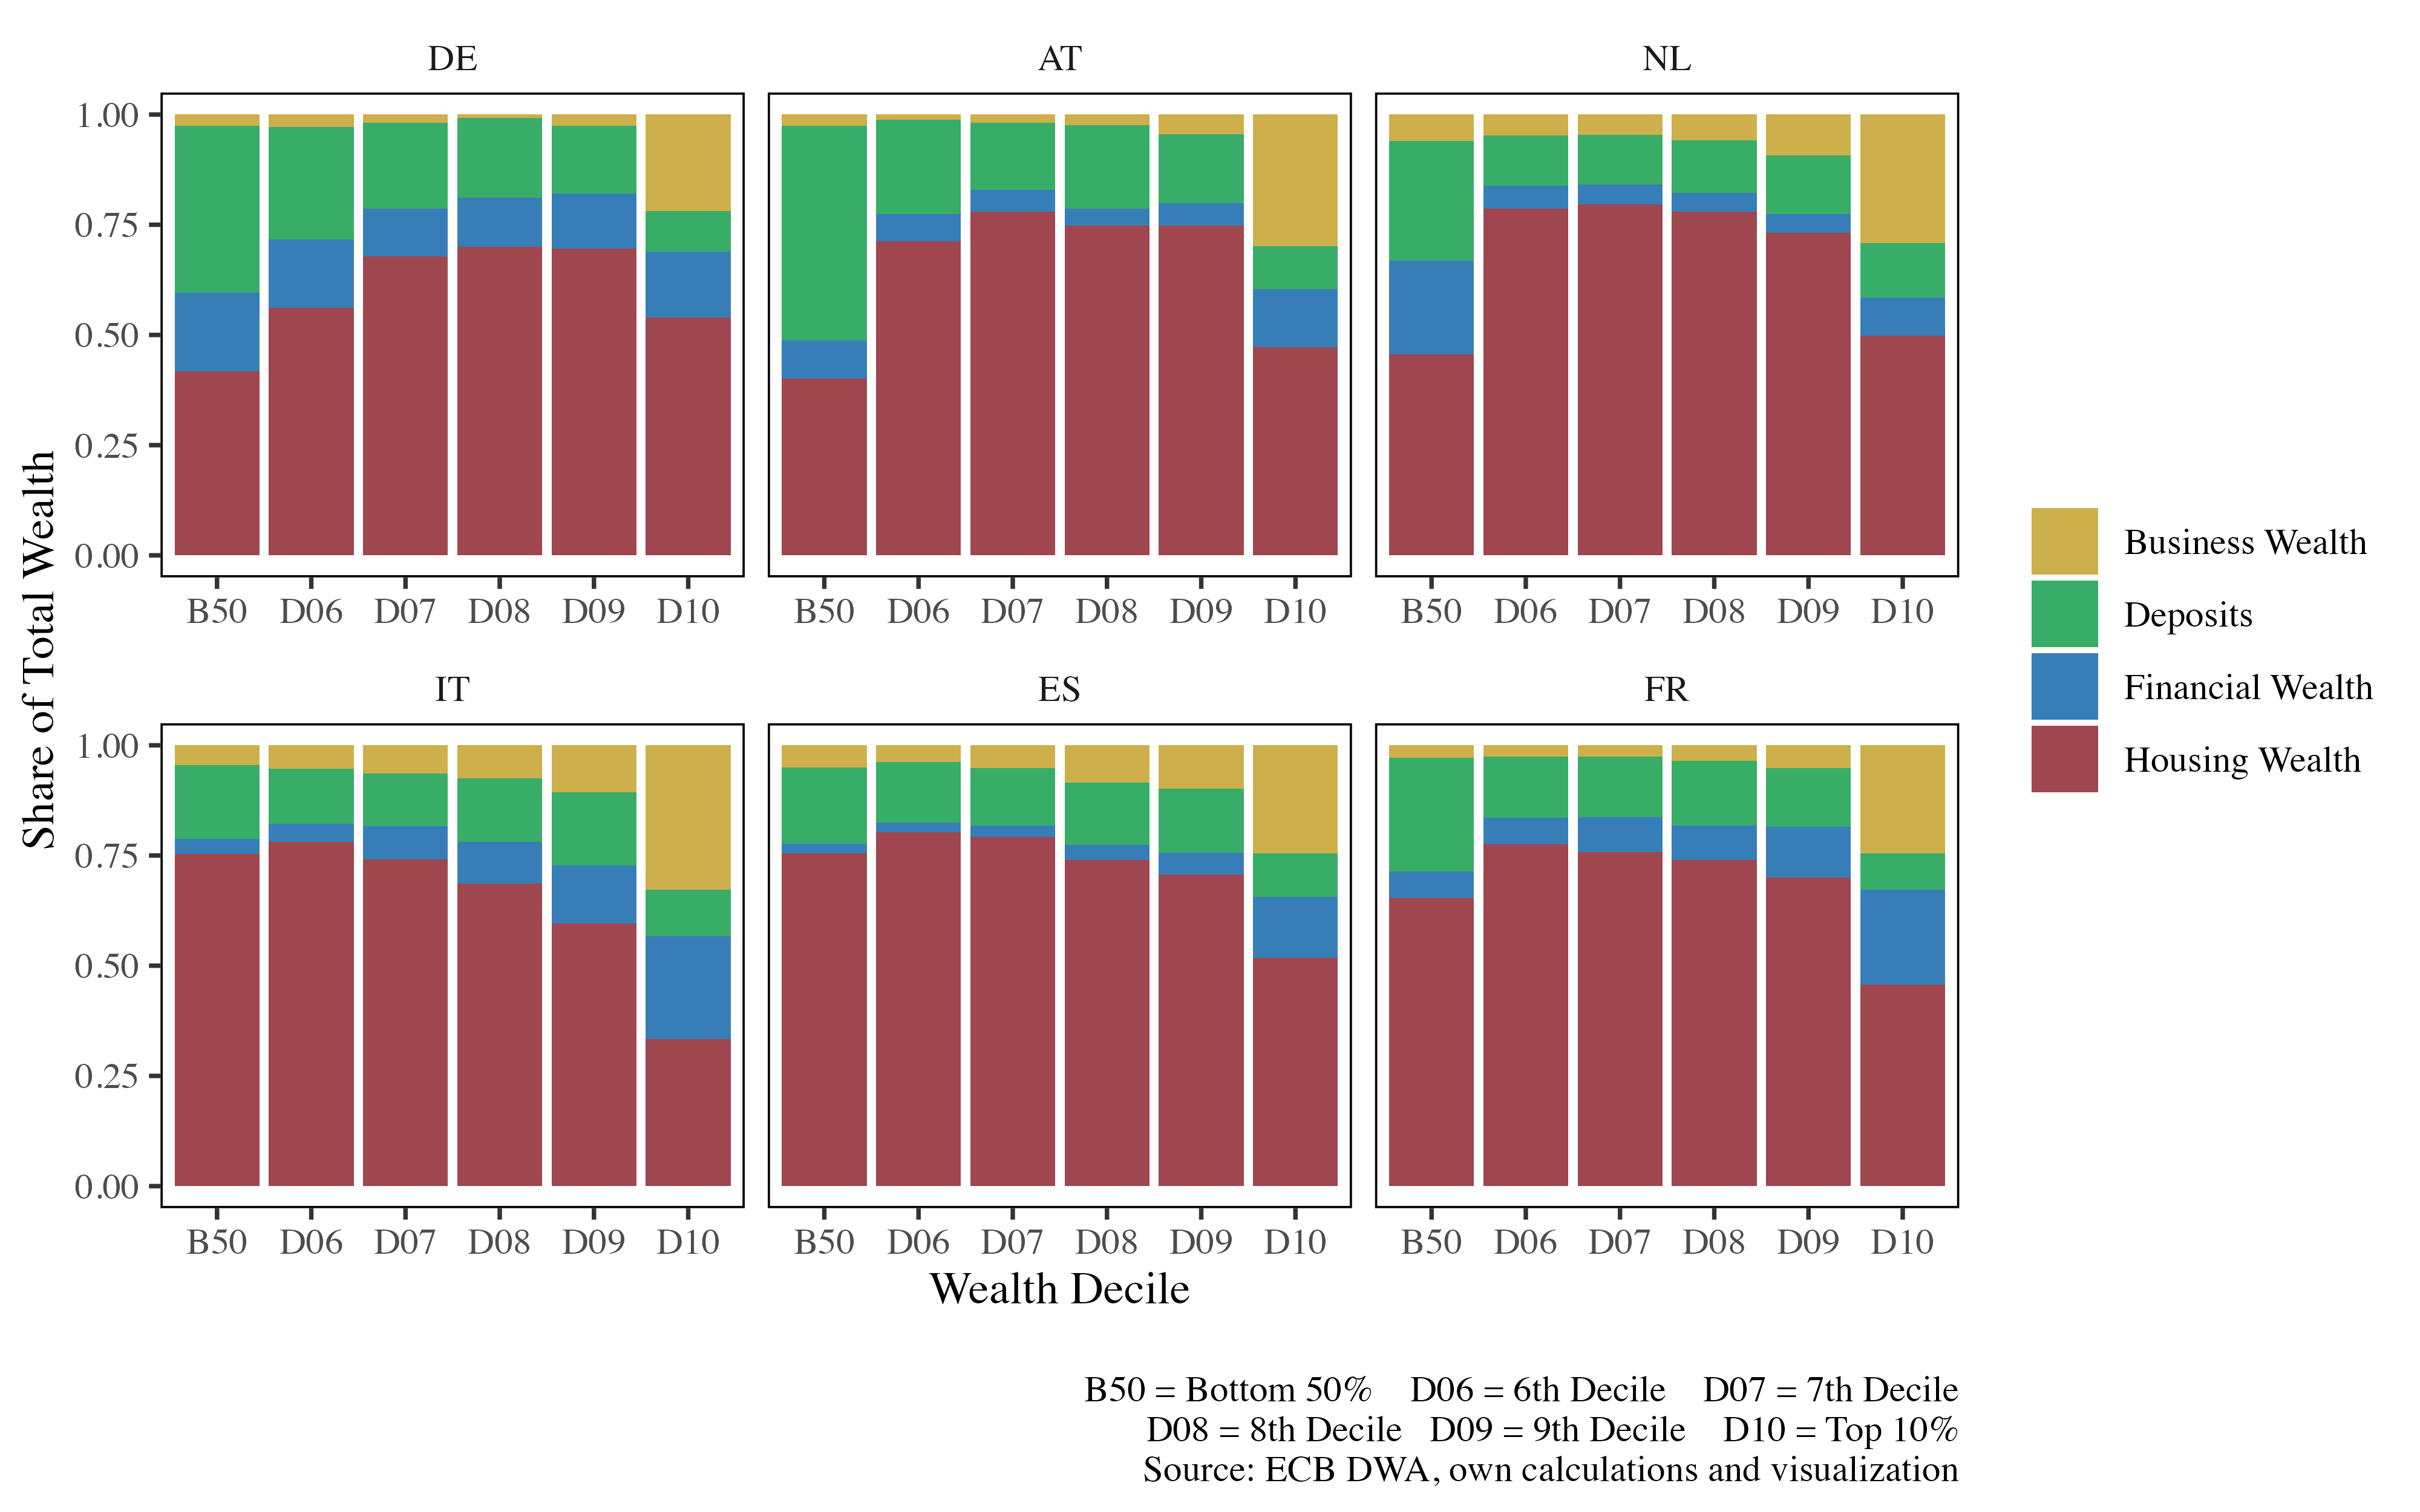 DE AT NL
1.00
0.75
0.50
0.25
0.00
B50 D06 D07 D08 D09 D10 B50 D06 D07 D08 D09 D10 B50 D06 D07 D08 D09 D10
IT ES FR
1.00
0.75
0.50
0.25
0.00
B50 D06 D07 D08 D09 D10 B50 D06 D07 D08 D09 D10 B50 D06 D07 D08 D09 D10
Share of Total Wealth
Wealth Decile
Business Wealth
Deposits
Financial Wealth
Housing Wealth
B50 = Bottom 50% D06 = 6th Decile D07 = 7th Decile
D08 = 8th Decile D09 = 9th Decile D10 = Top 10%
Source: ECB DWA, own calculations and visualization